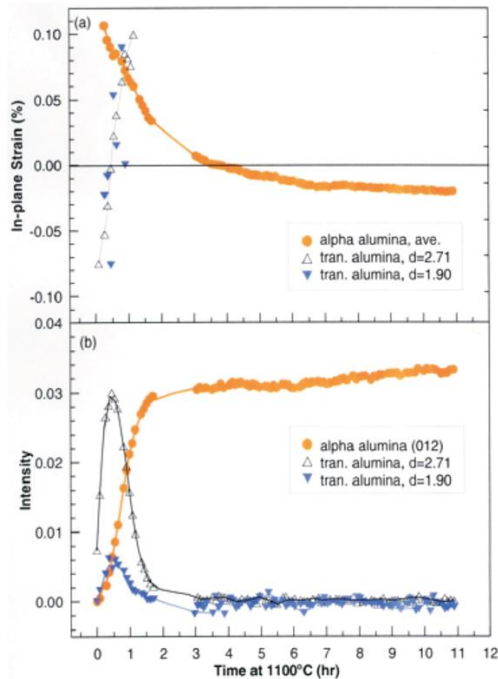 (a)
0.10
0.05
0.00
-0.05
-0.10
In-plane Strain (%)
alpha alumina, ave.
tran. alumina, d=2.71
tran. alumina, d=1.90
0.04
(b)
0.03
0.02
0.01
0.00
Intensity
alpha alumina (012)
tran. alumina, d=2.71
tran. alumina, d=1.90
0 1 2 3 4 5 6 7 8 9 10 11 12
Time at 1100°C (hr)